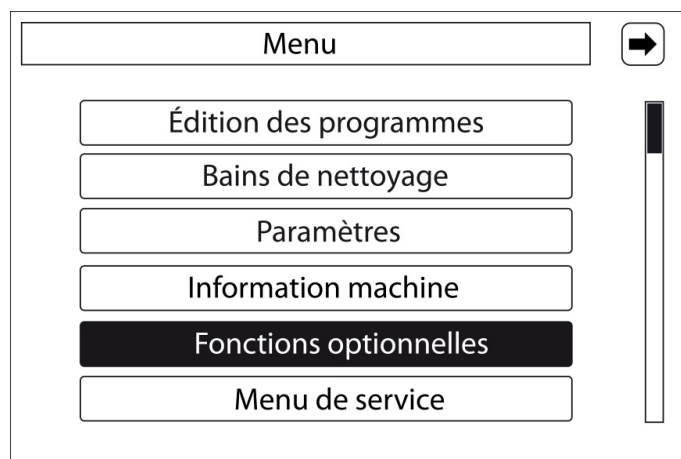 Menu
Édition des programmes
Bains de nettoyage
Paramètres
Information machine
Fonctions optionnelles
Menu de service